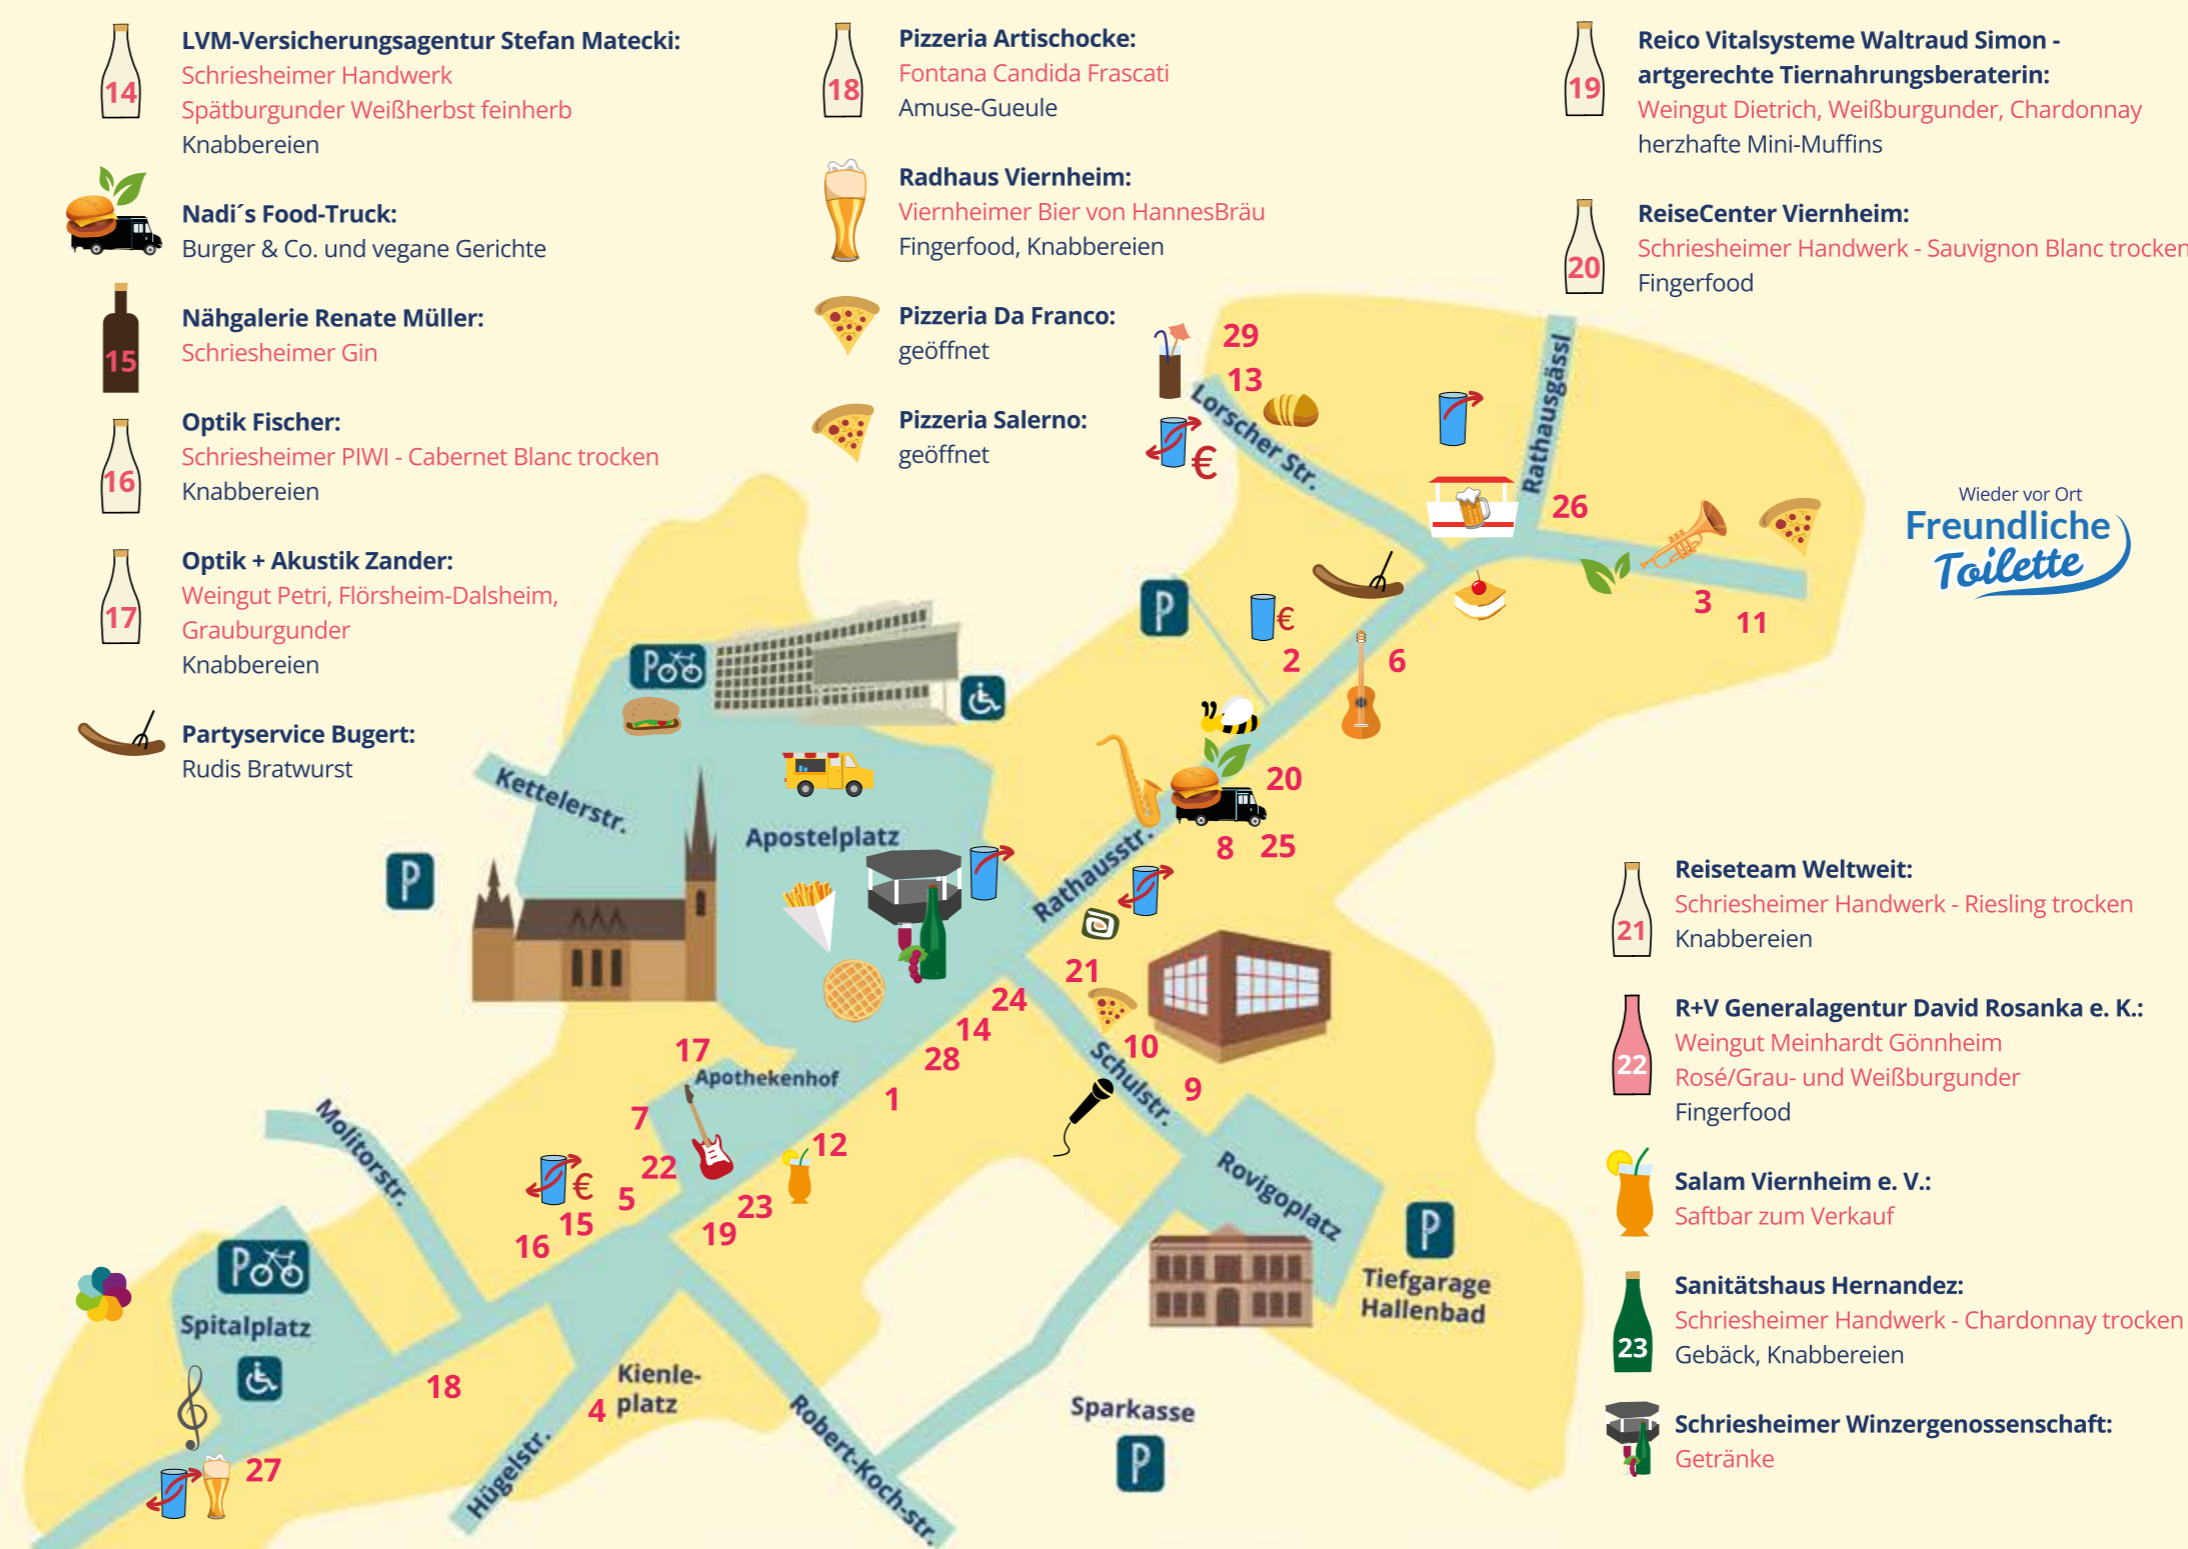 14
LVM-Versicherungsagentur Stefan Matecki:
Schriesheimer Handwerk
Spätburgunder Weißherbst feinherb
Knabbereien
Nadi´s Food-Truck:
Burger & Co. und vegane Gerichte
15
Nähgalerie Renate Müller:
Schriesheimer Gin
16
Optik Fischer:
Schriesheimer PIWI - Cabernet Blanc trocken
Knabbereien
17
Optik + Akustik Zander:
Weingut Petri, Flörsheim-Dalsheim,
Grauburgunder
Knabbereien
Partyservice Bugert:
Rudis Bratwurst
18
Pizzeria Artischocke:
Fontana Candida Frascati
Amuse-Gueule
Radhaus Viernheim:
Viernheimer Bier von HannesBräu
Fingerfood, Knabbereien
Pizzeria Da Franco:
geöffnet
Pizzeria Salerno:
geöffnet
19
Reico Vitalsysteme Waltraud Simon -
artgerechte Tiernahrungsberaterin:
Weingut Dietrich, Weißburgunder, Chardonnay
herzhafte Mini-Muffins
20
ReiseCenter Viernheim:
Schriesheimer Handwerk - Sauvignon Blanc trocken
Fingerfood
Wieder vor Ort
Freundliche
Toilette
21
Reiseteam Weltweit:
Schriesheimer Handwerk - Riesling trocken
Knabbereien
22
R+V Generalagentur David Rosanka e. K.:
Weingut Meinhardt Gönnheim
Rosé/Grau- und Weißburgunder
Fingerfood
Salam Viernheim e. V.:
Saftbar zum Verkauf
23
Sanitätshaus Hernandez:
Schriesheimer Handwerk - Chardonnay trocken
Gebäck, Knabbereien
Schriesheimer Winzergenossenschaft:
Getränke
29
13
Lorscher Str.
€
Rathausgässl
26
3
11
P
€
2
6
P
20
8
25
Rathausstr.
Kettelerstr.
Apostelplatz
P
21
24
14
28
10
Schulstr.
9
17
Apothekenhof
1
7
12
22
€
5
23
15
19
16
Molitorstr.
Rovigoplatz
P
Tiefgarage
Hallenbad
P
Spitalplatz
18
Kienle-
platz
4
Hügelstr.
Robert-Koch-str.
Sparkasse
P
27